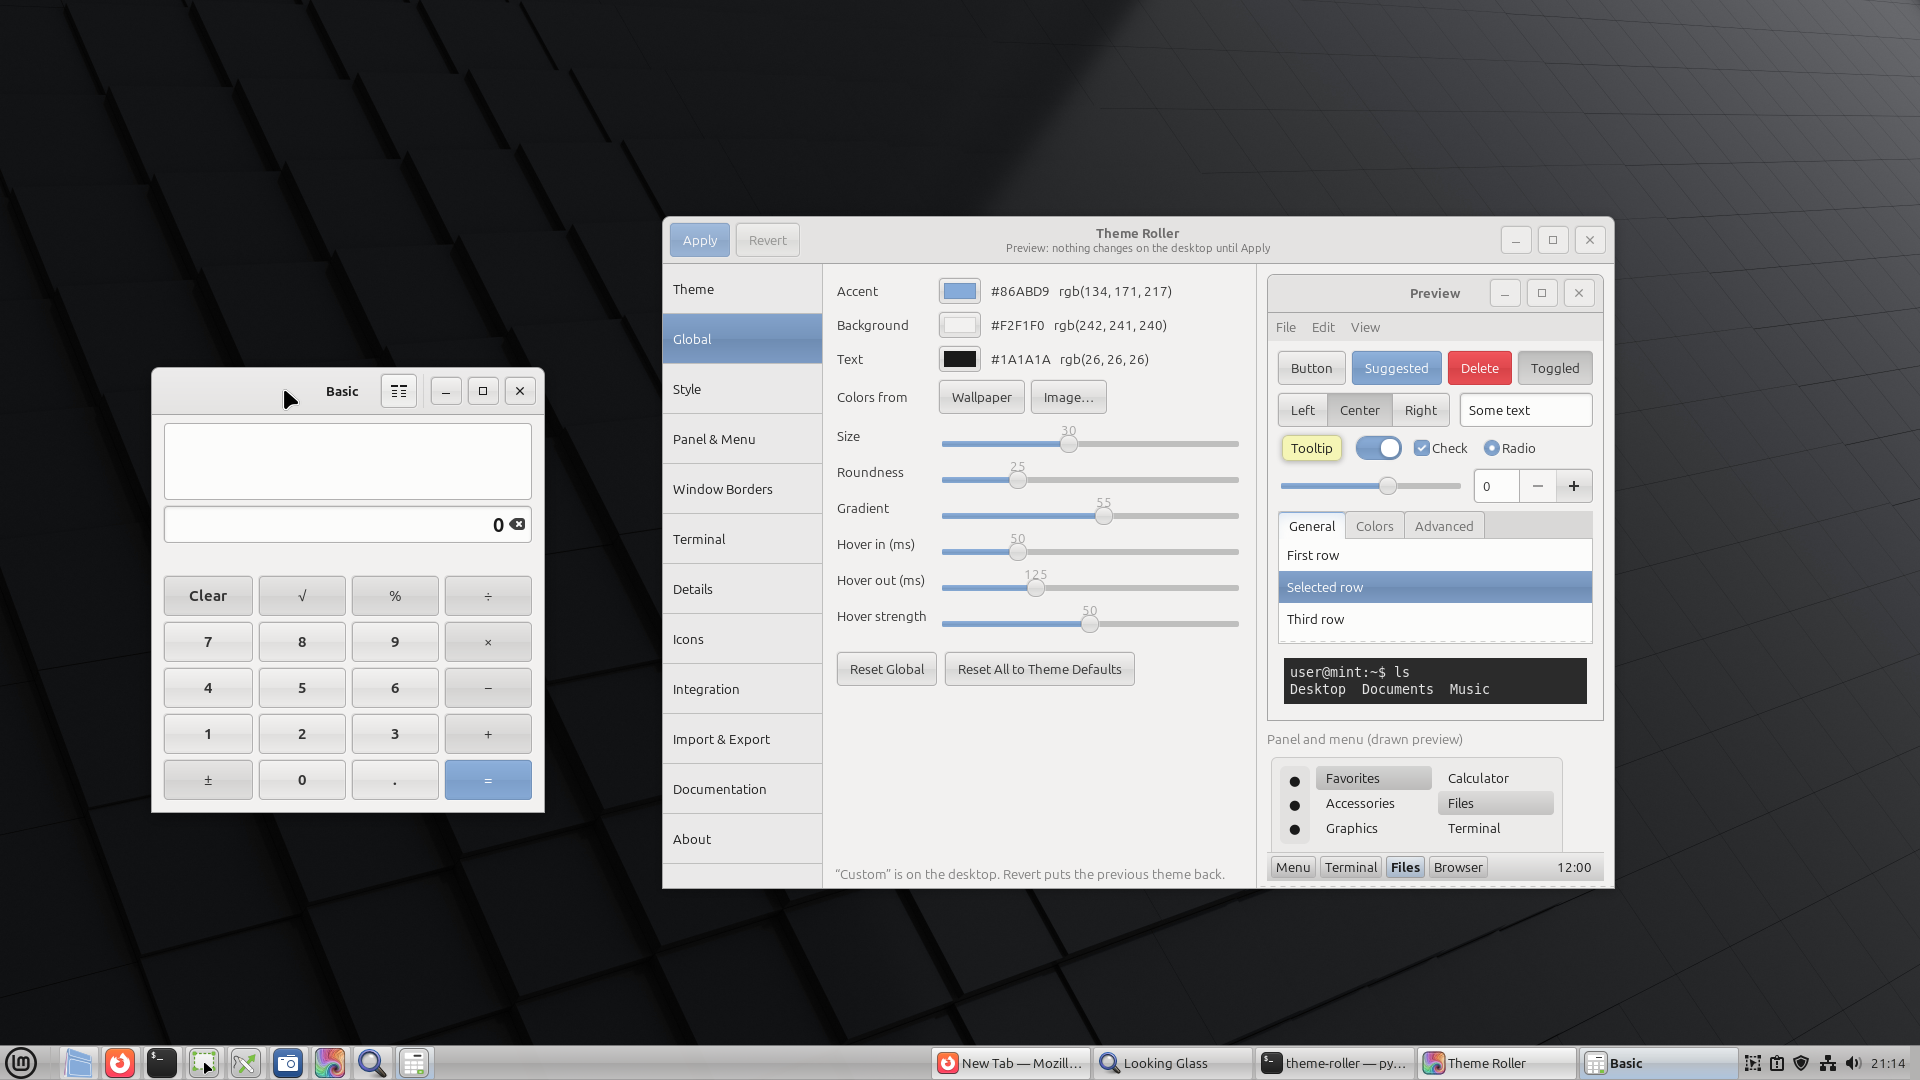 Apply
Revert
Theme Roller
Preview: nothing changes on the desktop until Apply
Theme
Global
Style
Panel & Menu
Window Borders
Terminal
Details
Icons
Integration
Import & Export
Documentation
About
Accent
#86ABD9 rgb(134, 171, 217)
Background
#F2F1F0 rgb(242, 241, 240)
Text
#1A1A1A rgb(26, 26, 26)
Colors from
Wallpaper
Image...
Size
30
Roundness
25
Gradient
55
Hover in (ms)
50
Hover out (ms)
125
Hover strength
50
Reset Global
Reset All to Theme Defaults
“Custom” is on the desktop. Revert puts the previous theme back.
Preview
File Edit View
Button Suggested Delete Toggled
Left Center Right Some text
Tooltip Check Radio
0 − +
General Colors Advanced
First row
Selected row
Third row
user@mint:~$ ls
Desktop Documents Music
Panel and menu (drawn preview)
Favorites Calculator
Accessories Files
Graphics Terminal
Menu Terminal Files Browser 12:00
Basic
0
Clear √ % ÷
7 8 9 ×
4 5 6 −
1 2 3 +
± 0 . =
lm
New Tab — Mozill...
Looking Glass
theme-roller — py...
Theme Roller
Basic
21:14